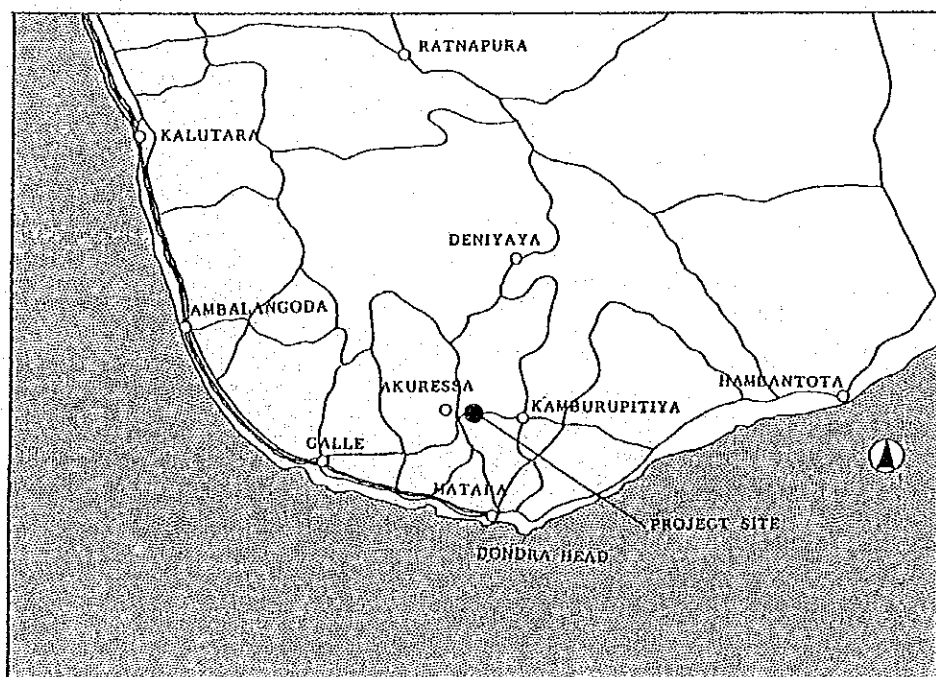 RATNAPURA
KALUTARA
DENIYAYA
AMBALANGODA
HAMBANTOTA
AKURESSA
KAMBURUPITIYA
GALLE
MATARA
PROJECT SITE
DONDRA HEAD